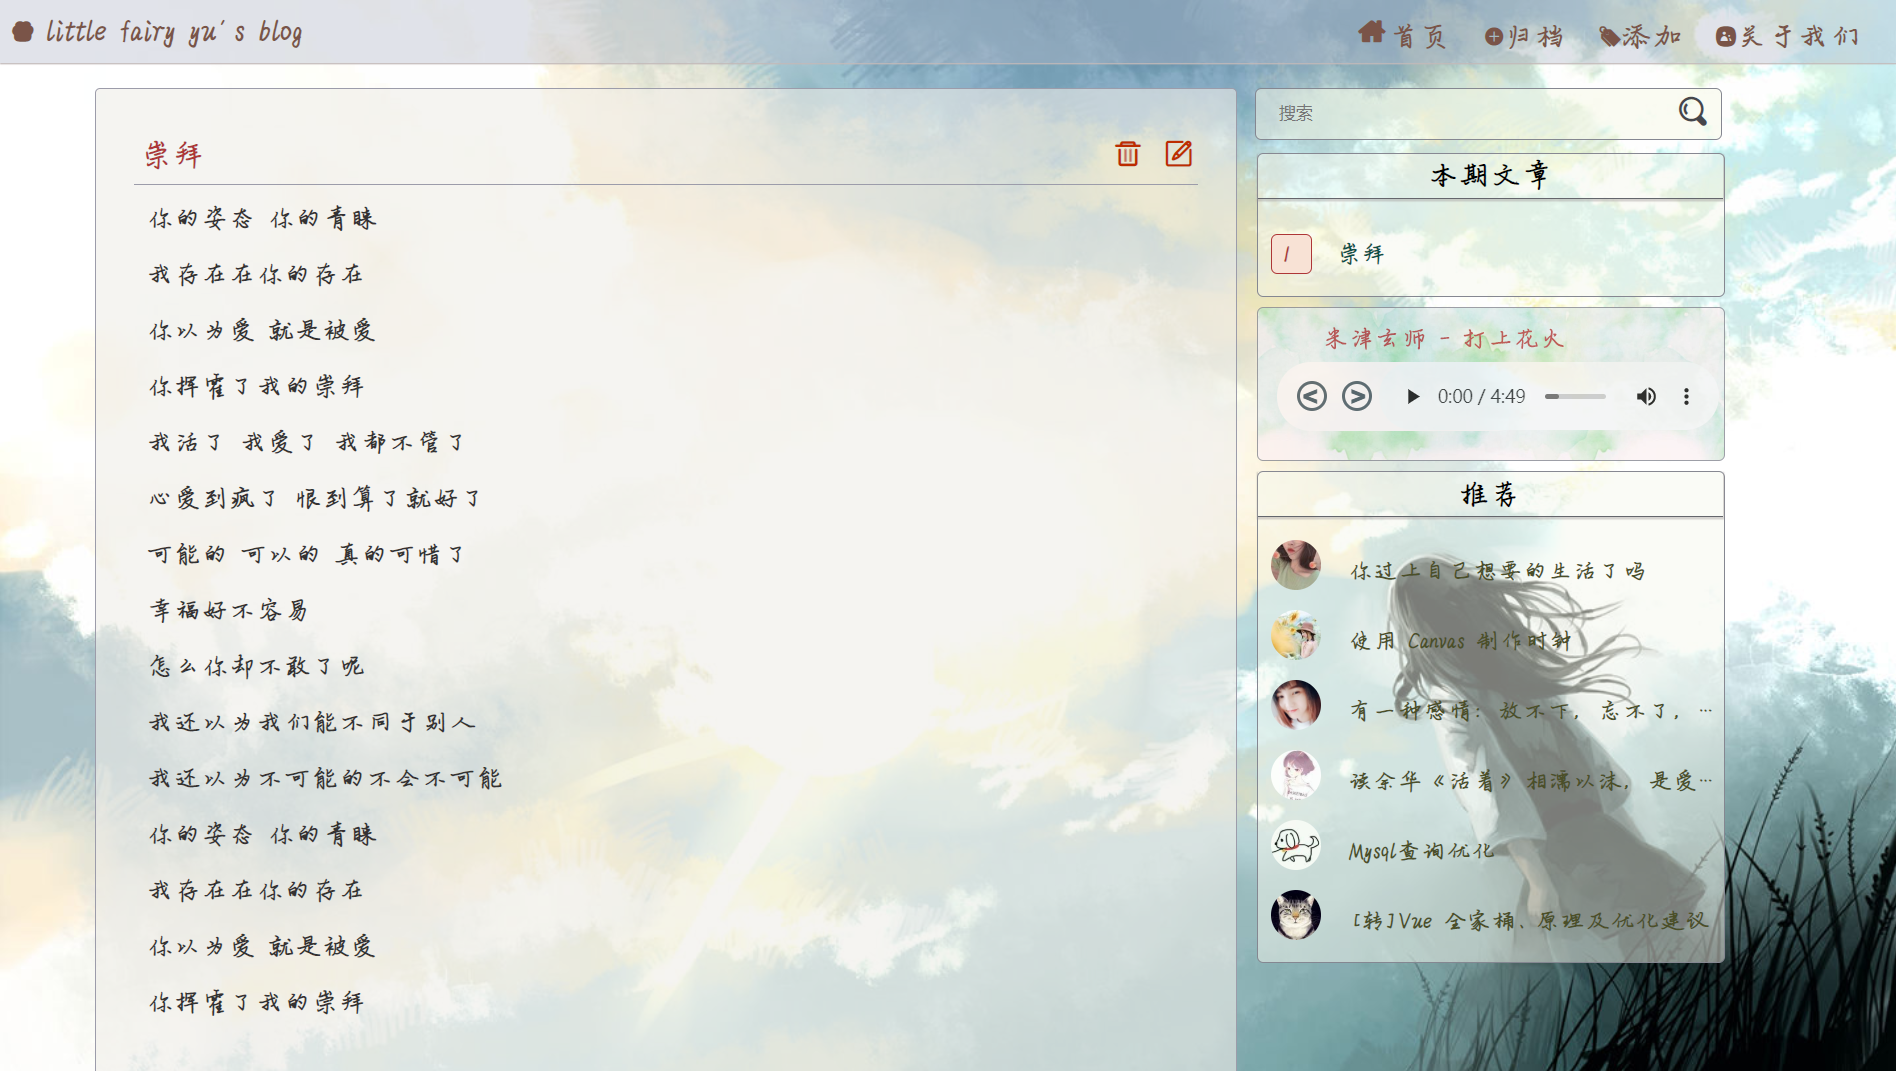 little fairy yu's blog
首页
归档
添加
关于我们
崇拜
你的姿态 你的青睐
我存在在你的存在
你以为爱 就是被爱
你挥霍了我的崇拜
我活了 我爱了 我都不管了
心爱到疯了 恨到算了就好了
可能的 可以的 真的可惜了
幸福好不容易
怎么你却不敢了呢
我还以为我们能不同于别人
我还以为不可能的不会不可能
你的姿态 你的青睐
我存在在你的存在
你以为爱 就是被爱
你挥霍了我的崇拜
搜索
本期文章
1 崇拜
米津玄师 - 打上花火
0:00 / 4:49
推荐
你过上自己想要的生活了吗
使用 Canvas 制作时钟
有一种感情：放不下，忘不了，…
读余华《活着》相濡以沫，是爱…
Mysql查询优化
[转]Vue 全家桶、原理及优化建议